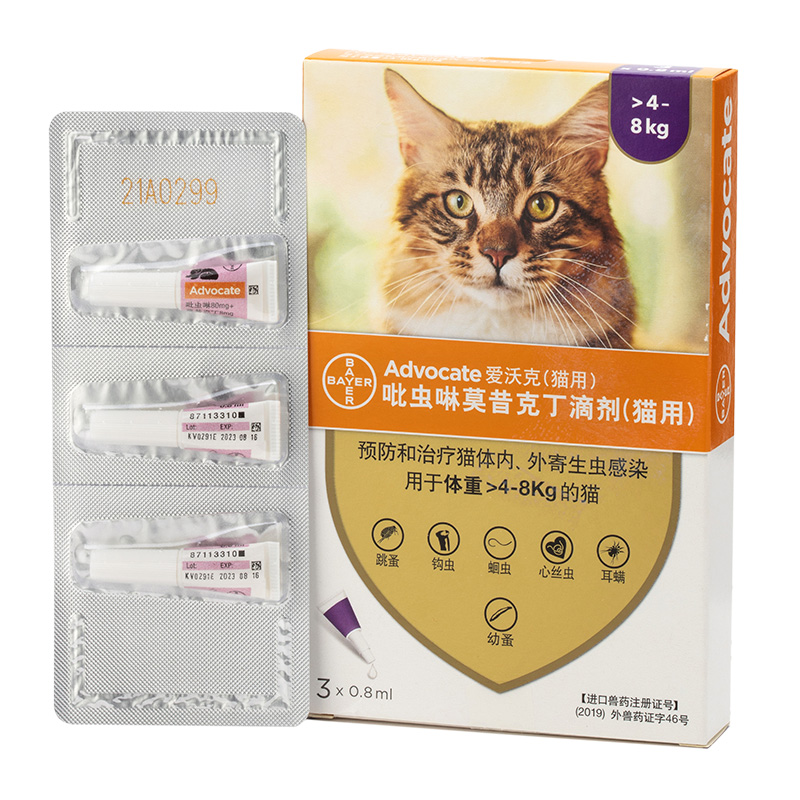 21A0299
Advocate
吡虫啉80mg+
87113310
Lot: EXP:
KV0291E 2023 08 16
87113310
Lot: EXP:
KV0291E 2023 08 16
x 0.8ml
>4-
8kg
Advocate
BAYER
BAYER
Advocate 爱沃克(猫用)
吡虫啉莫昔克丁滴剂(猫用)
预防和治疗猫体内、外寄生虫感染
用于体重>4-8Kg的猫
跳蚤 钩虫 蛔虫 心丝虫 耳螨
幼蚤
3 x 0.8ml
【进口兽药注册证号】
(2019) 外兽药证字46号